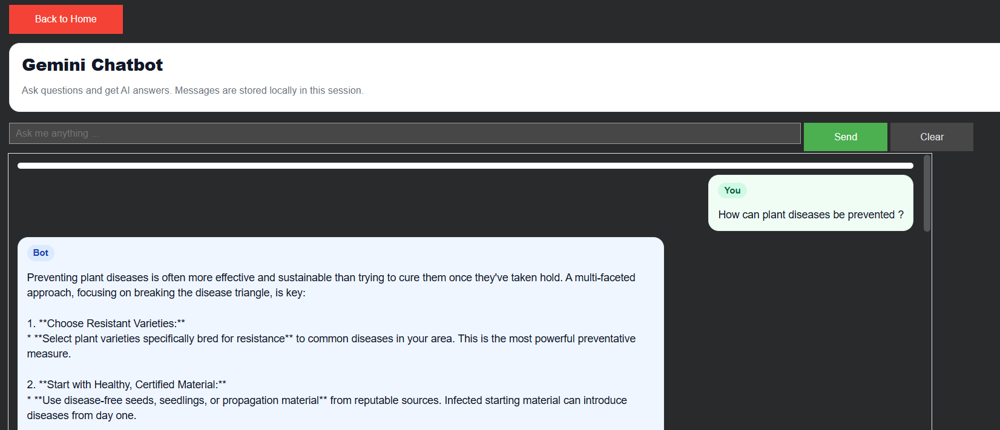 Back to Home
Gemini Chatbot
Ask questions and get AI answers. Messages are stored locally in this session.
Ask me anything ...
Send
Clear
You
How can plant diseases be prevented ?
Bot
Preventing plant diseases is often more effective and sustainable than trying to cure them once they've taken hold. A multi-faceted
approach, focusing on breaking the disease triangle, is key:
1. **Choose Resistant Varieties:**
* **Select plant varieties specifically bred for resistance** to common diseases in your area. This is the most powerful preventative
measure.
2. **Start with Healthy, Certified Material:**
* **Use disease-free seeds, seedlings, or propagation material** from reputable sources. Infected starting material can introduce
diseases from day one.